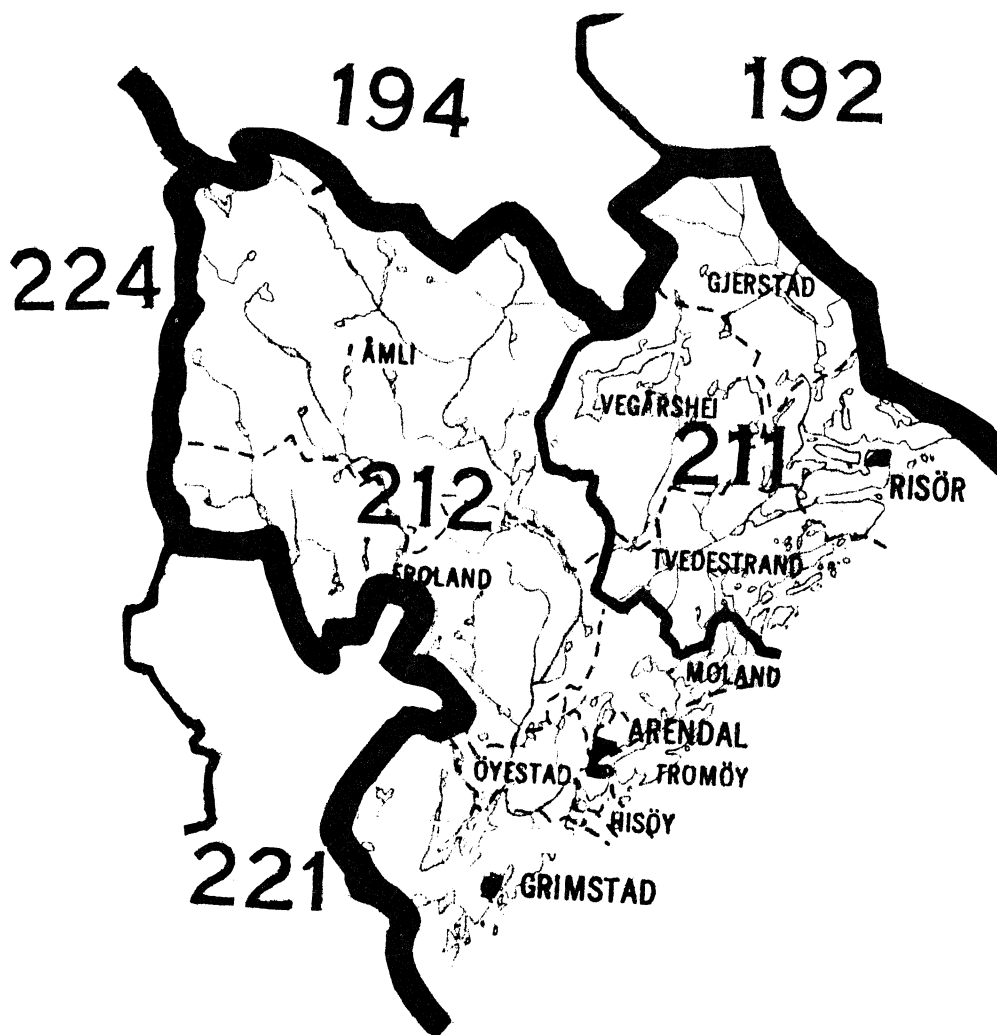 194
192
224
GJERSTAD
ÅMLI
VEGÅRSHEI
211
RISÖR
212
TVEDESTRAND
FROLAND
MOLAND
ARENDAL
ÖYESTAD
TROMÖY
HISÖY
221
GRIMSTAD